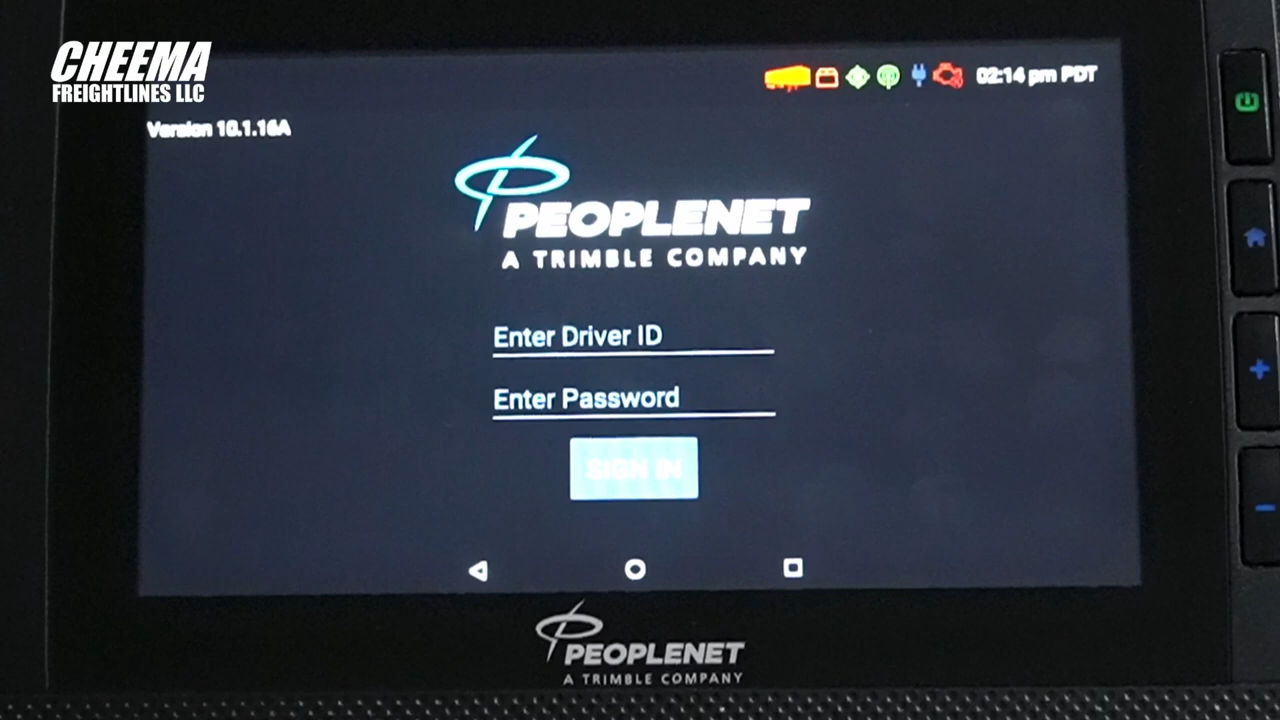 CHEEMA
FREIGHTLINES LLC
02:14 pm PDT
Version 10.1.16A
PEOPLENET
A TRIMBLE COMPANY
Enter Driver ID
Enter Password
SIGN IN
PEOPLENET
A TRIMBLE COMPANY